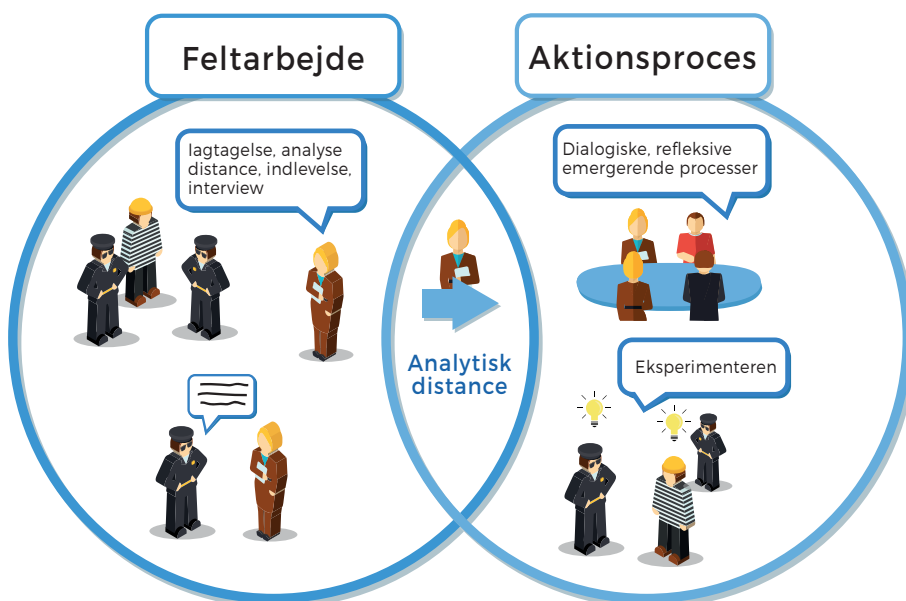 Feltarbejde
Aktionsproces
Iagtagelse, analyse
distance, indlevelse,
interview
Dialogiske, refleksive
emergerende processer
Analytisk
distance
Eksperimenteren